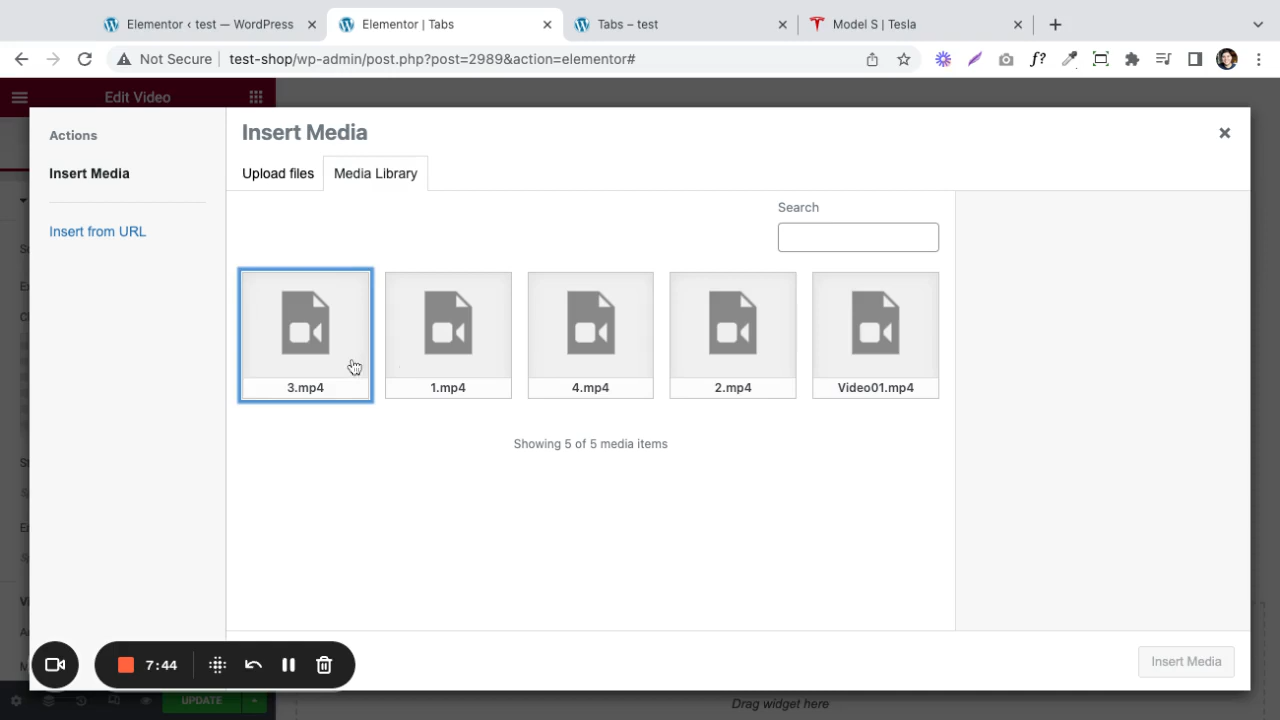 Elementor ‹ test — WordPress
Elementor | Tabs
Tabs – test
Model S | Tesla
Not Secure
test-shop/wp-admin/post.php?post=2989&action=elementor#
f?
Edit Video
Actions
Insert Media
Insert from URL
Insert Media
Upload files
Media Library
Search
3.mp4
1.mp4
4.mp4
2.mp4
Video01.mp4
Showing 5 of 5 media items
7:44
Insert Media
UPDATE
Drag widget here